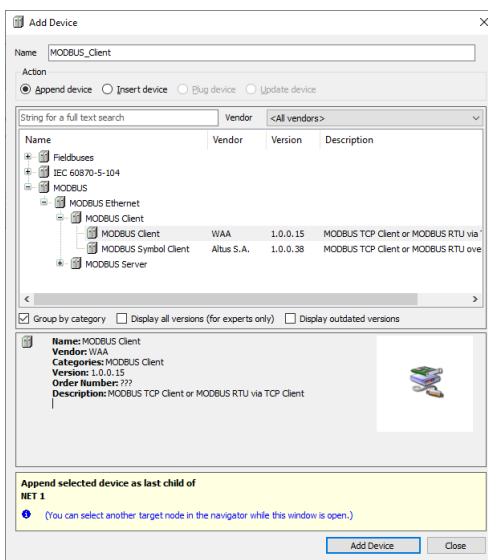 Add Device
Name MODBUS_Client
Action
Append device Insert device Plug device Update device
String for a full text search Vendor <All vendors>
Name Vendor Version Description
Fieldbuses
IEC 60870-5-104
MODBUS
MODBUS Ethernet
MODBUS Client
MODBUS Client WAA 1.0.0.15 MODBUS TCP Client or MODBUS RTU via
MODBUS Symbol Client Altus S.A. 1.0.0.38 MODBUS TCP Client or MODBUS RTU ove
MODBUS Server
Group by category Display all versions (for experts only) Display outdated versions
Name: MODBUS Client
Vendor: WAA
Categories: MODBUS Client
Version: 1.0.0.15
Order Number: ???
Description: MODBUS TCP Client or MODBUS RTU via TCP Client
Append selected device as last child of
NET 1
(You can select another target node in the navigator while this window is open.)
Add Device Close